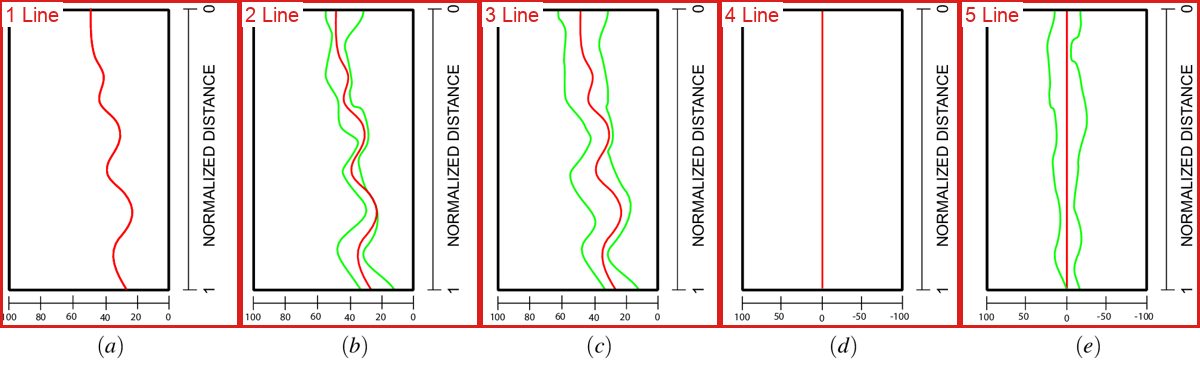 1 Line
2 Line
3 Line
4 Line
5 Line
0
NORMALIZED DISTANCE
1
0
NORMALIZED DISTANCE
1
0
NORMALIZED DISTANCE
1
0
NORMALIZED DISTANCE
1
0
NORMALIZED DISTANCE
1
100 80 60 40 20 0
100 80 60 40 20 0
100 80 60 40 20 0
100 50 0 -50 -100
100 50 0 -50 -100
(a)
(b)
(c)
(d)
(e)